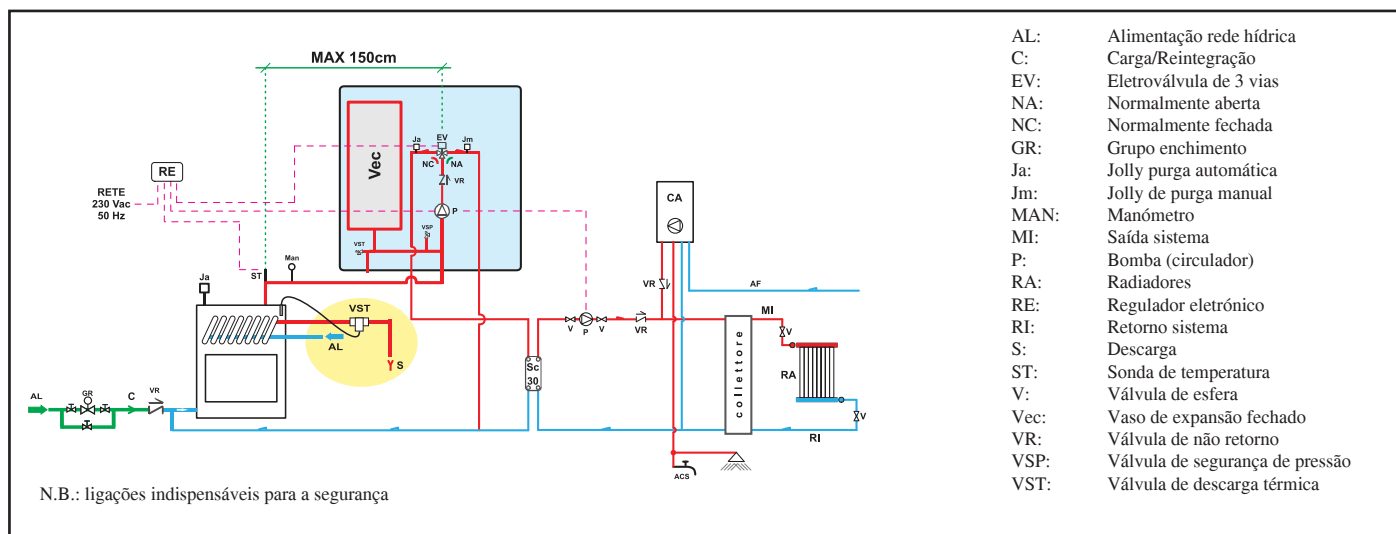 MAX 150cm
Ja
EV
Jm
NC
NA
Vec
VR
RE
RETE
230 Vac
50 Hz
P
VSP
VST
CA
Man
ST
Ja
VR
AF
VST
MI
V
P
V
VR
V
AL
S
Sc
30
collettore
RA
AL
GR
C
VR
V
RI
ACS
N.B.: ligações indispensáveis para a segurança
AL: Alimentação rede hídrica
C: Carga/Reintegração
EV: Eletroválvula de 3 vias
NA: Normalmente aberta
NC: Normalmente fechada
GR: Grupo enchimento
Ja: Jolly purga automática
Jm: Jolly de purga manual
MAN: Manómetro
MI: Saída sistema
P: Bomba (circulador)
RA: Radiadores
RE: Regulador eletrónico
RI: Retorno sistema
S: Descarga
ST: Sonda de temperatura
V: Válvula de esfera
Vec: Vaso de expansão fechado
VR: Válvula de não retorno
VSP: Válvula de segurança de pressão
VST: Válvula de descarga térmica